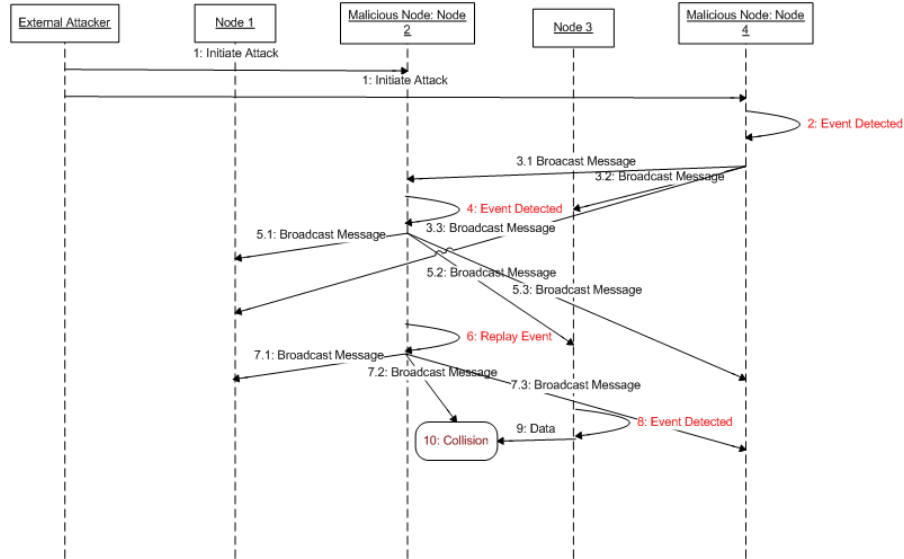 External Attacker
Node 1
Malicious Node: Node
2
Node 3
Malicious Node: Node
4
1: Initiate Attack
1: Initiate Attack
2: Event Detected
3.1 Broacast Message
3.2: Broadcast Message
4: Event Detected
3.3: Broadcast Message
5.1: Broadcast Message
5.2: Broadcast Message
5.3: Broadcast Message
6: Replay Event
7.1: Broadcast Message
7.2: Broadcast Message
7.3: Broadcast Message
8: Event Detected
9: Data
10: Collision